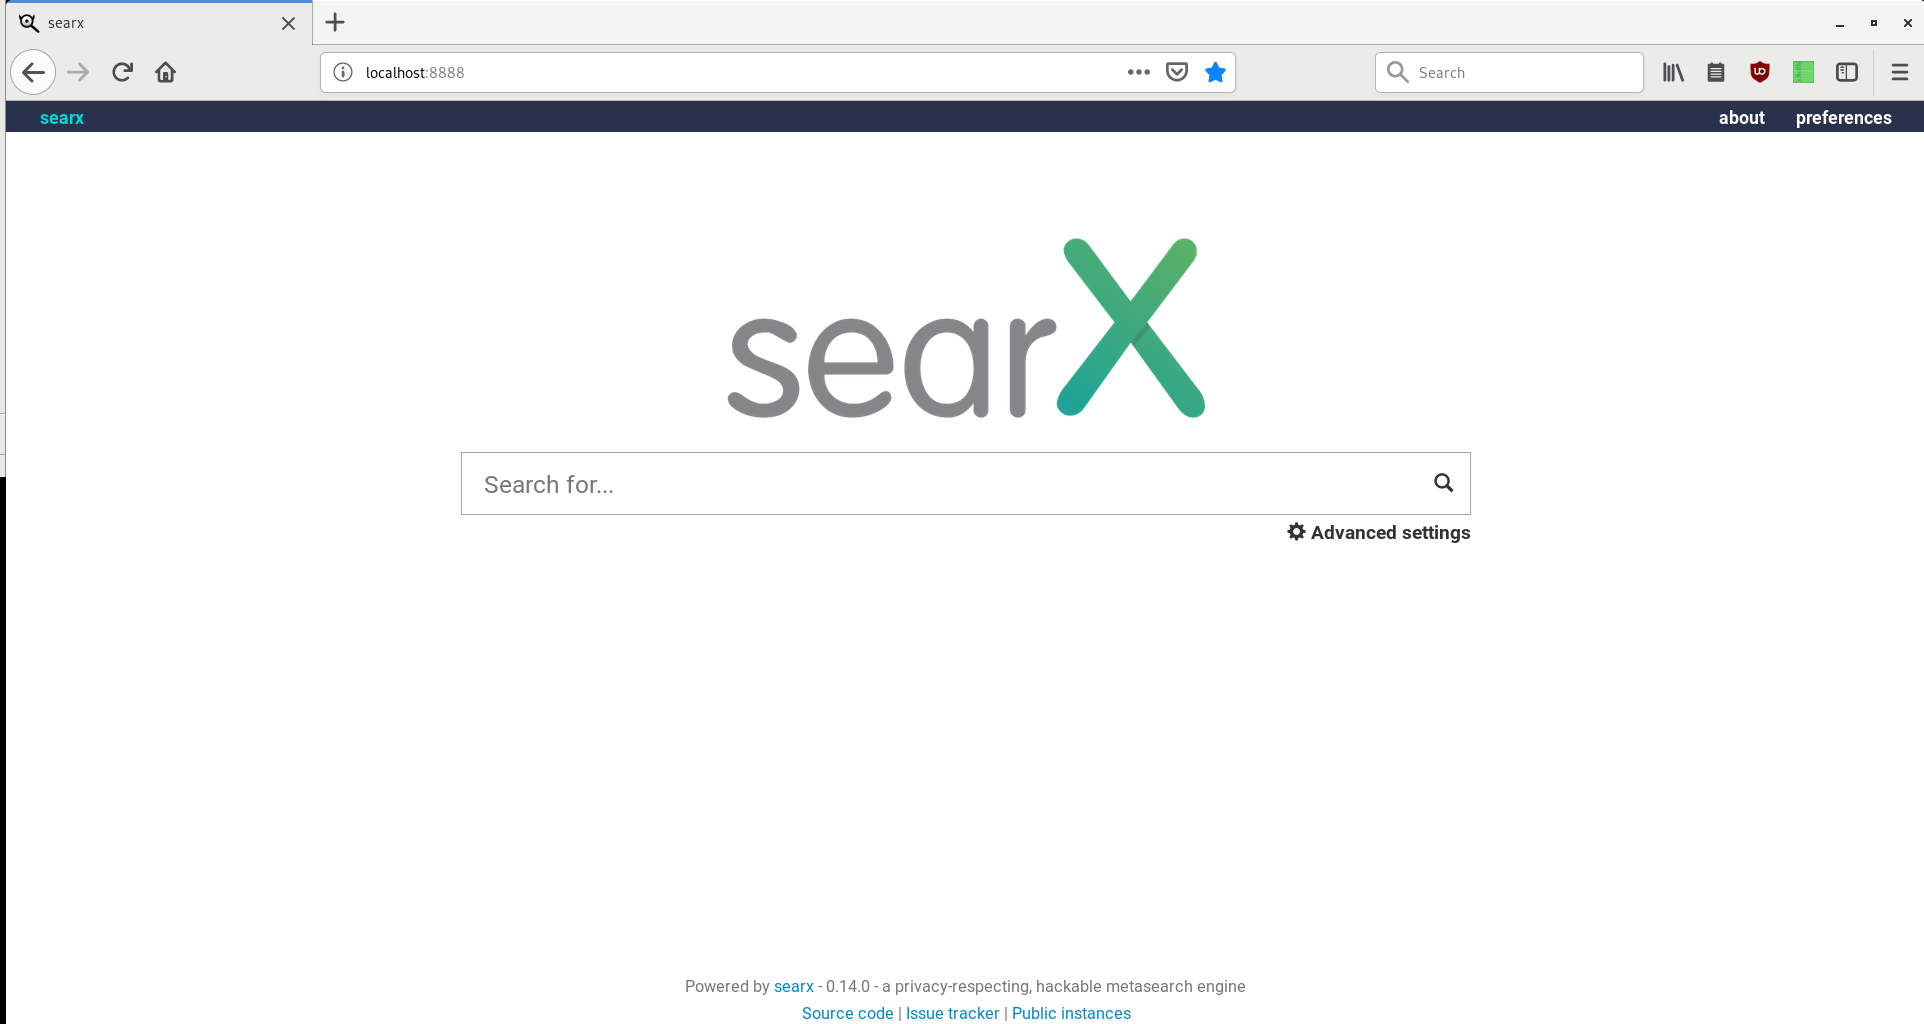 searx
localhost:8888
Search
searx about preferences
searX
Search for...
Advanced settings
Powered by searx - 0.14.0 - a privacy-respecting, hackable metasearch engine
Source code | Issue tracker | Public instances